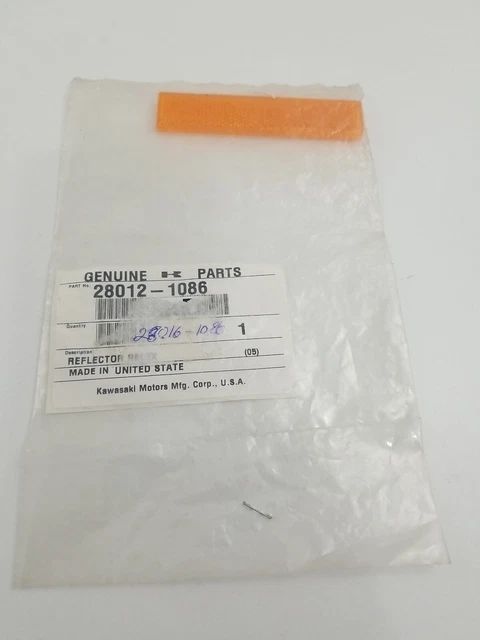 GENUINE PARTS
PART No.
28012-1086
Quantity
1
Description
REFLECTOR (05)
MADE IN UNITED STATE
Kawasaki Motors Mfg. Corp., U.S.A.